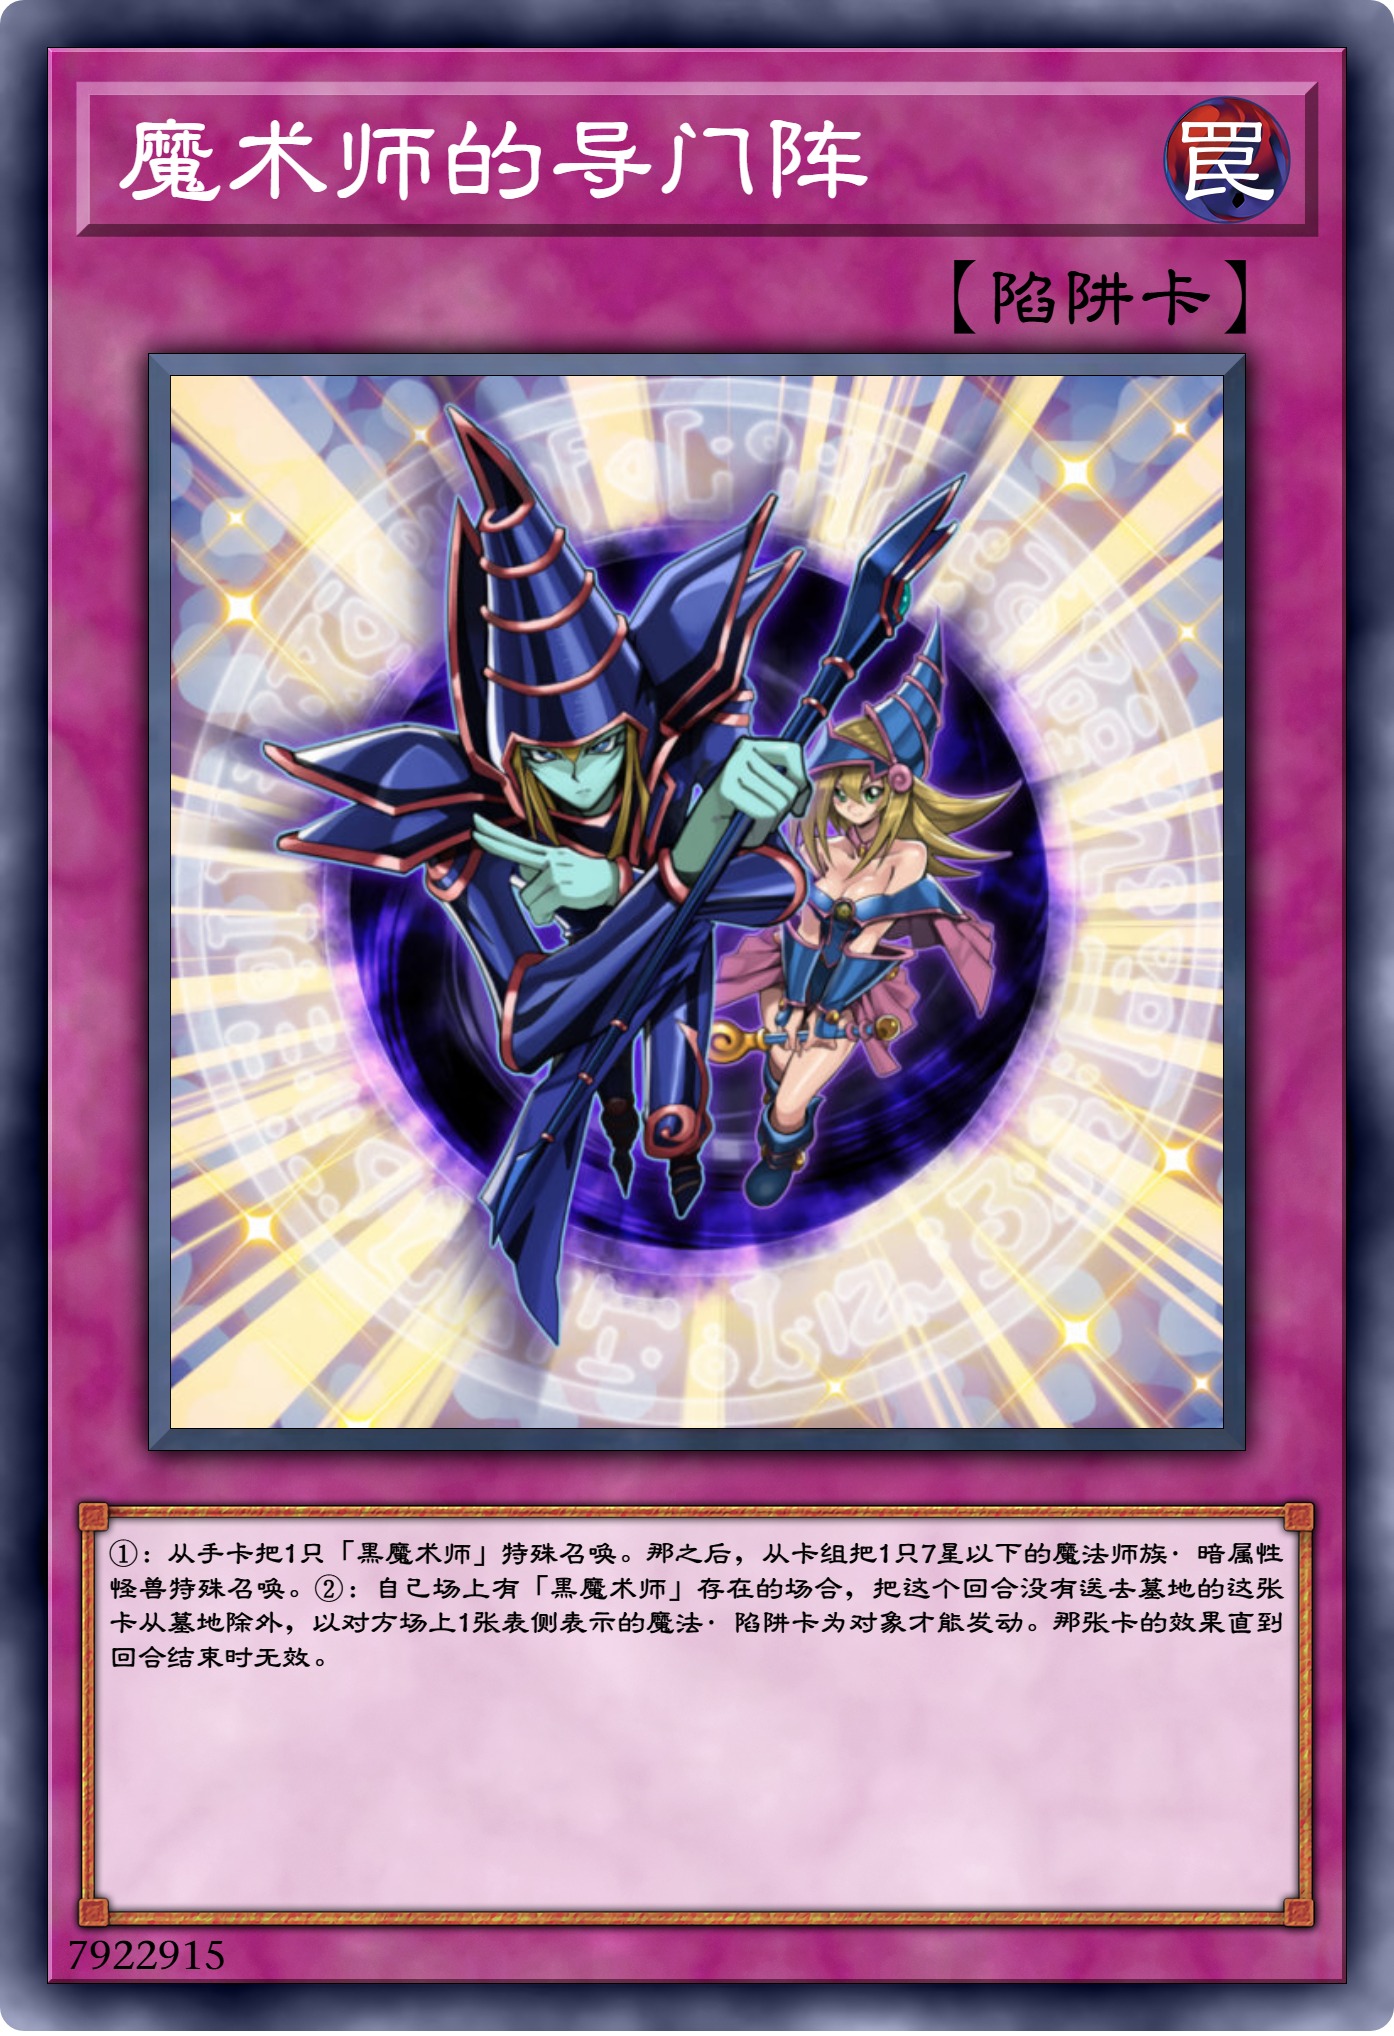 魔术师的导门阵
罠
【陷阱卡】
①：从手卡把1只「黑魔术师」特殊召唤。那之后，从卡组把1只7星以下的魔法师族·暗属性
怪兽特殊召唤。②：自己场上有「黑魔术师」存在的场合，把这个回合没有送去墓地的这张
卡从墓地除外，以对方场上1张表侧表示的魔法·陷阱卡为对象才能发动。那张卡的效果直到
回合结束时无效。
7922915